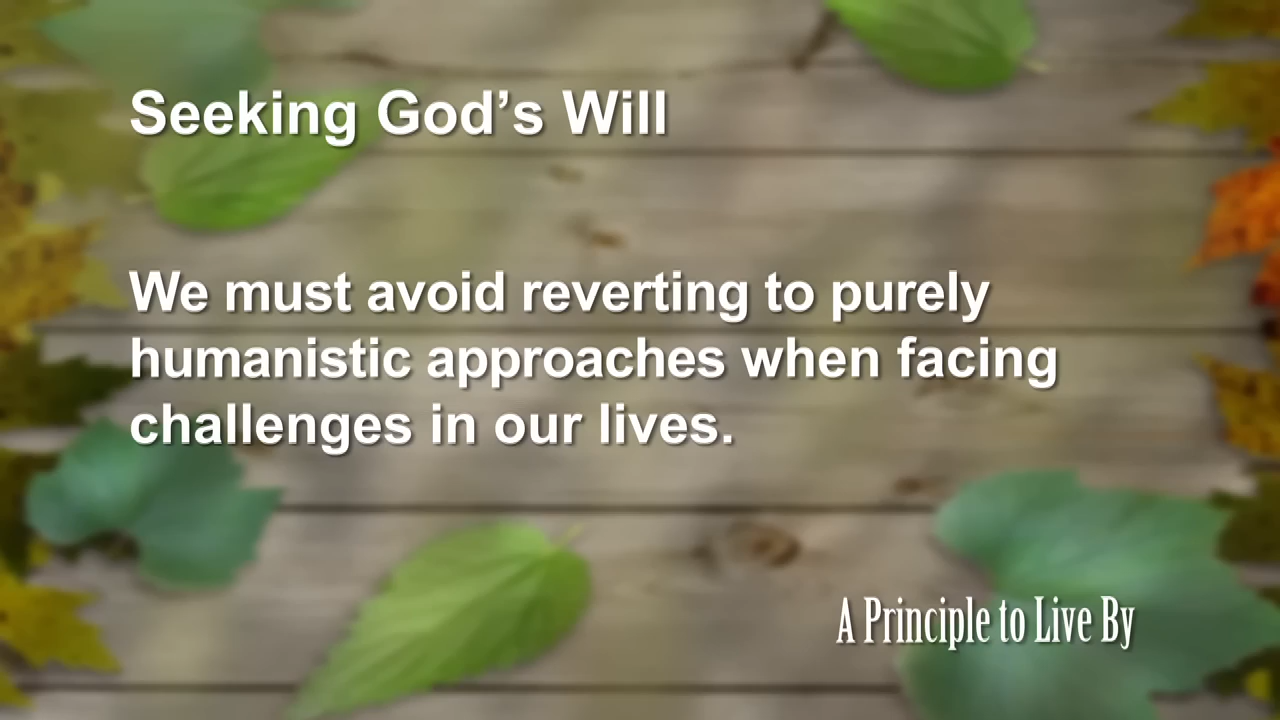 Seeking God’s Will
We must avoid reverting to purely
humanistic approaches when facing
challenges in our lives.
A Principle to Live By